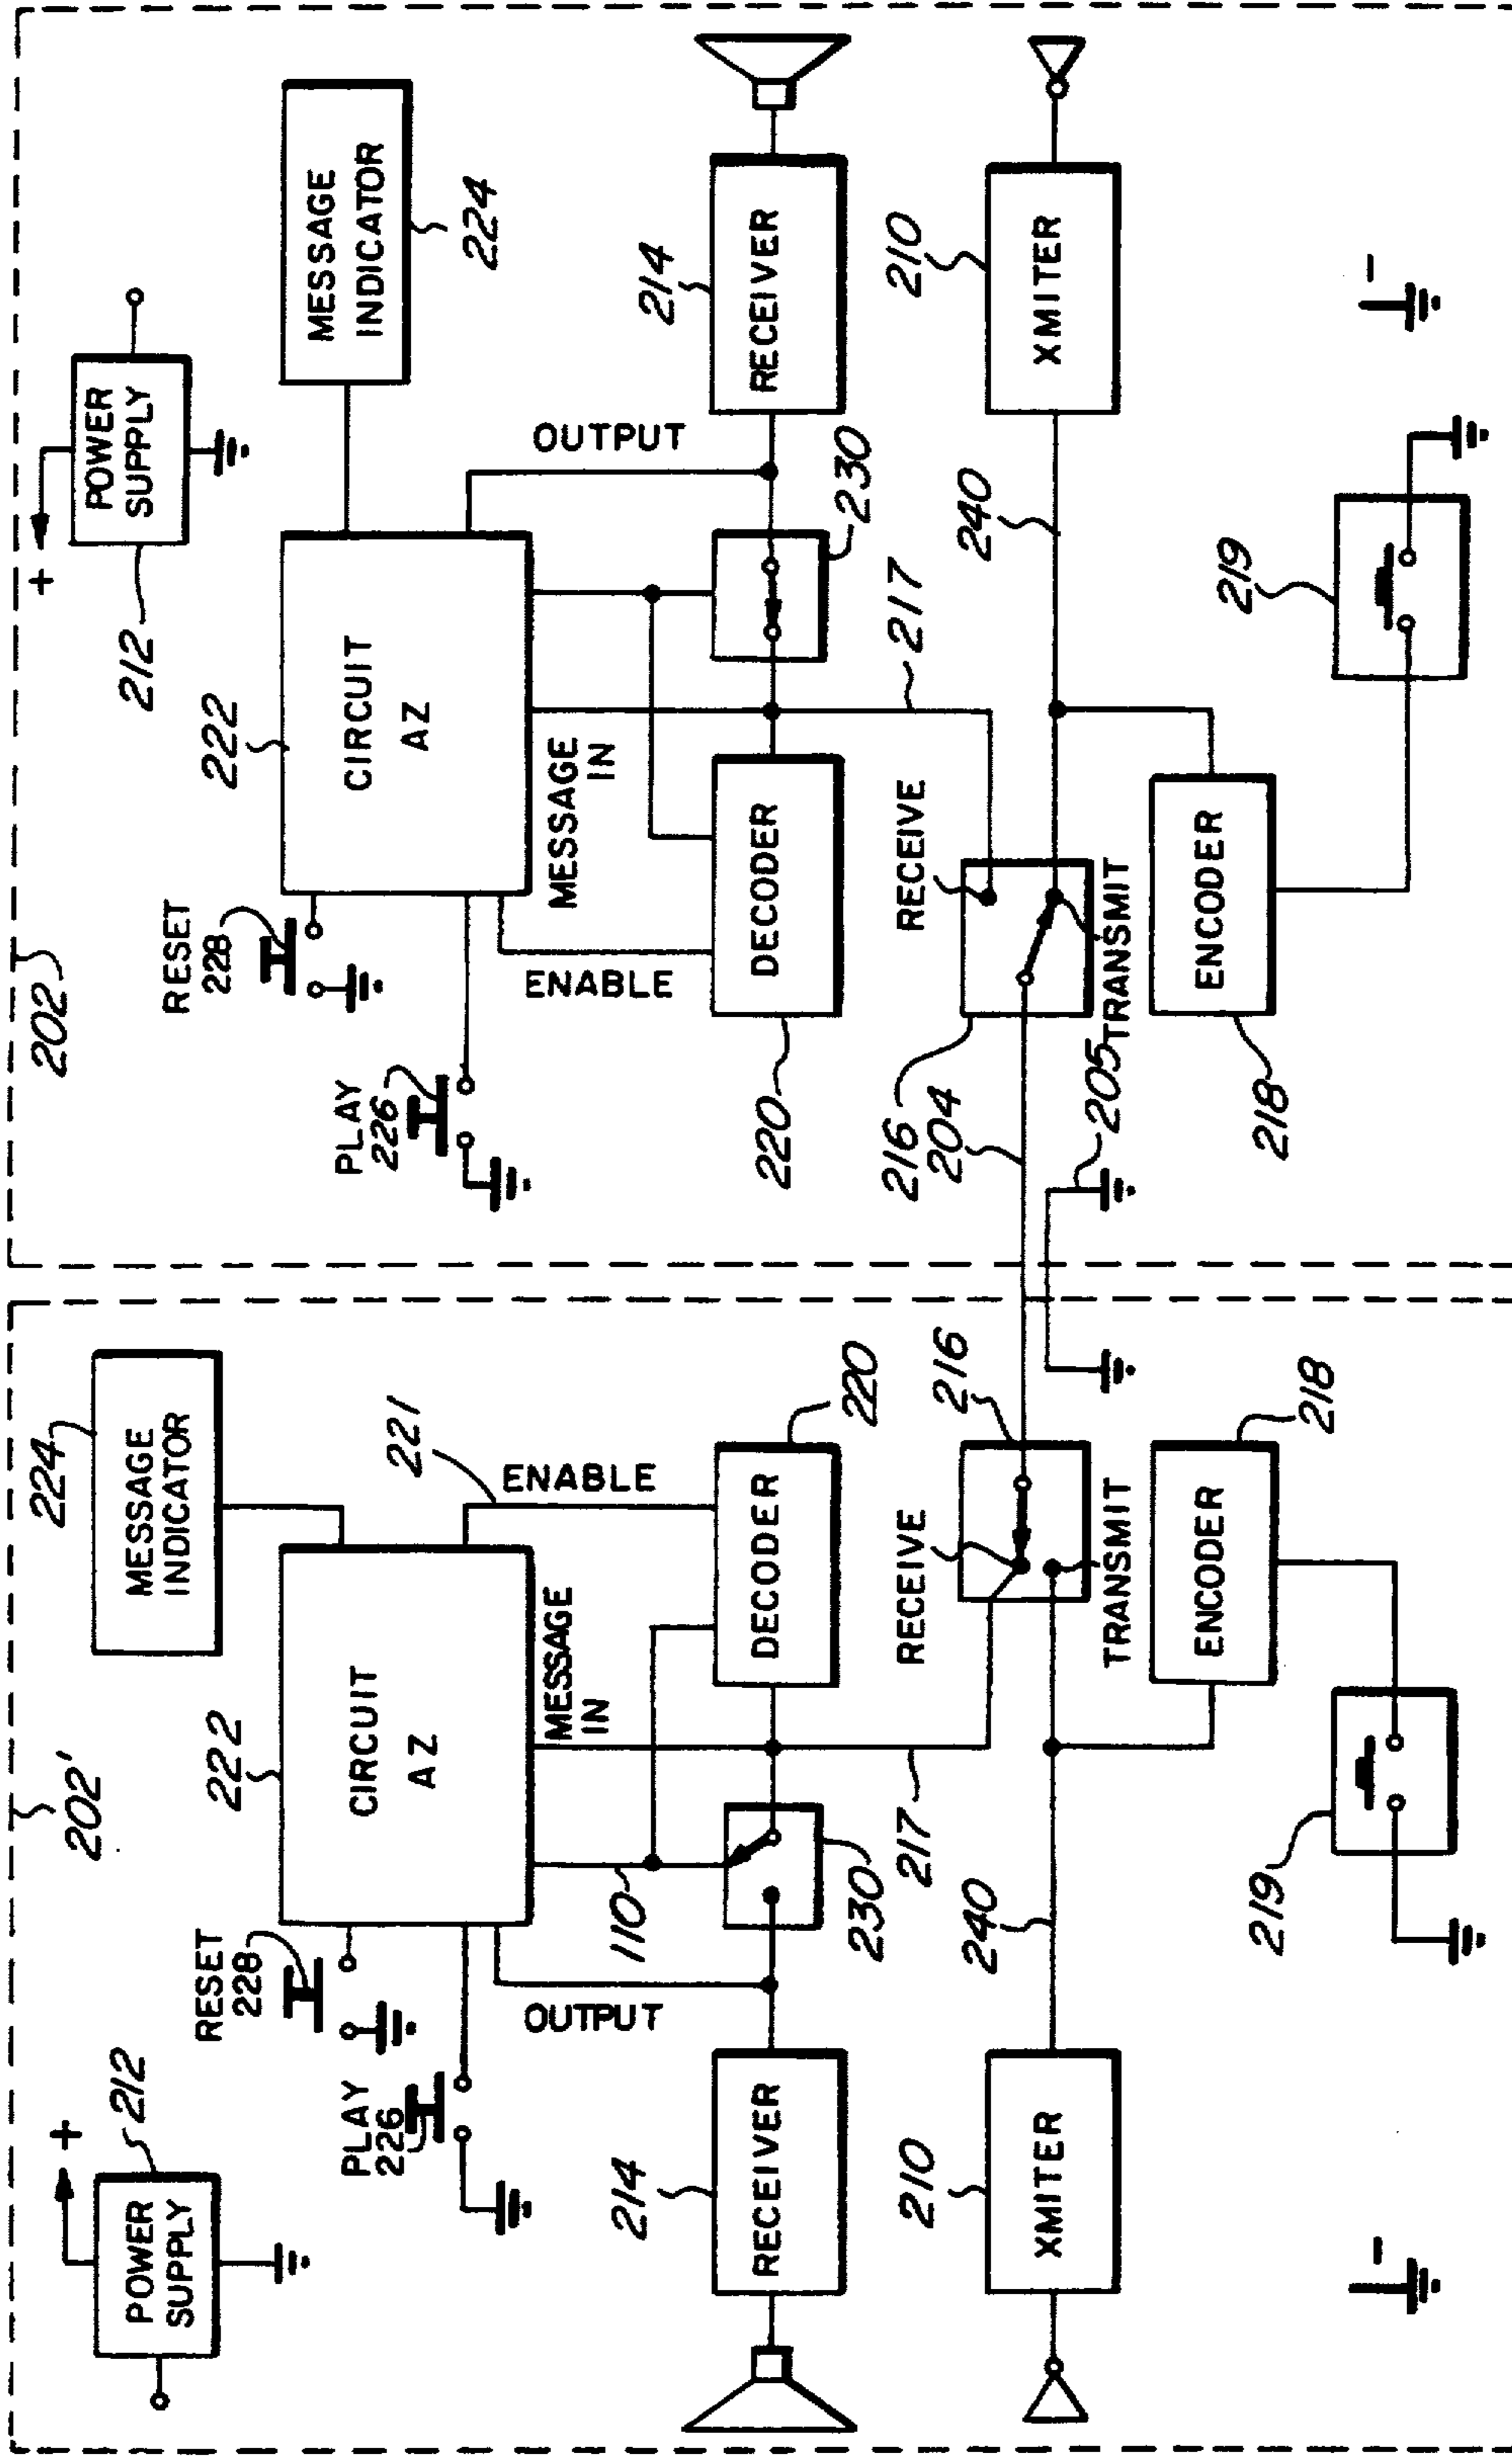 202'
POWER
SUPPLY
212
+
RESET
228
PLAY
226
222
CIRCUIT
AZ
224
MESSAGE
INDICATOR
221
ENABLE
MESSAGE
IN
110
OUTPUT
214
RECEIVER
230
DECODER
220
217
RECEIVE
216
TRANSMIT
210
XMITER
240
ENCODER
218
219
-
202
RESET
228
PLAY
226
222
CIRCUIT
AZ
212
+
POWER
SUPPLY
MESSAGE
INDICATOR
224
ENABLE
MESSAGE
IN
OUTPUT
220
DECODER
230
214
RECEIVER
217
216
204
205
RECEIVE
TRANSMIT
240
210
XMITER
218
ENCODER
219
-